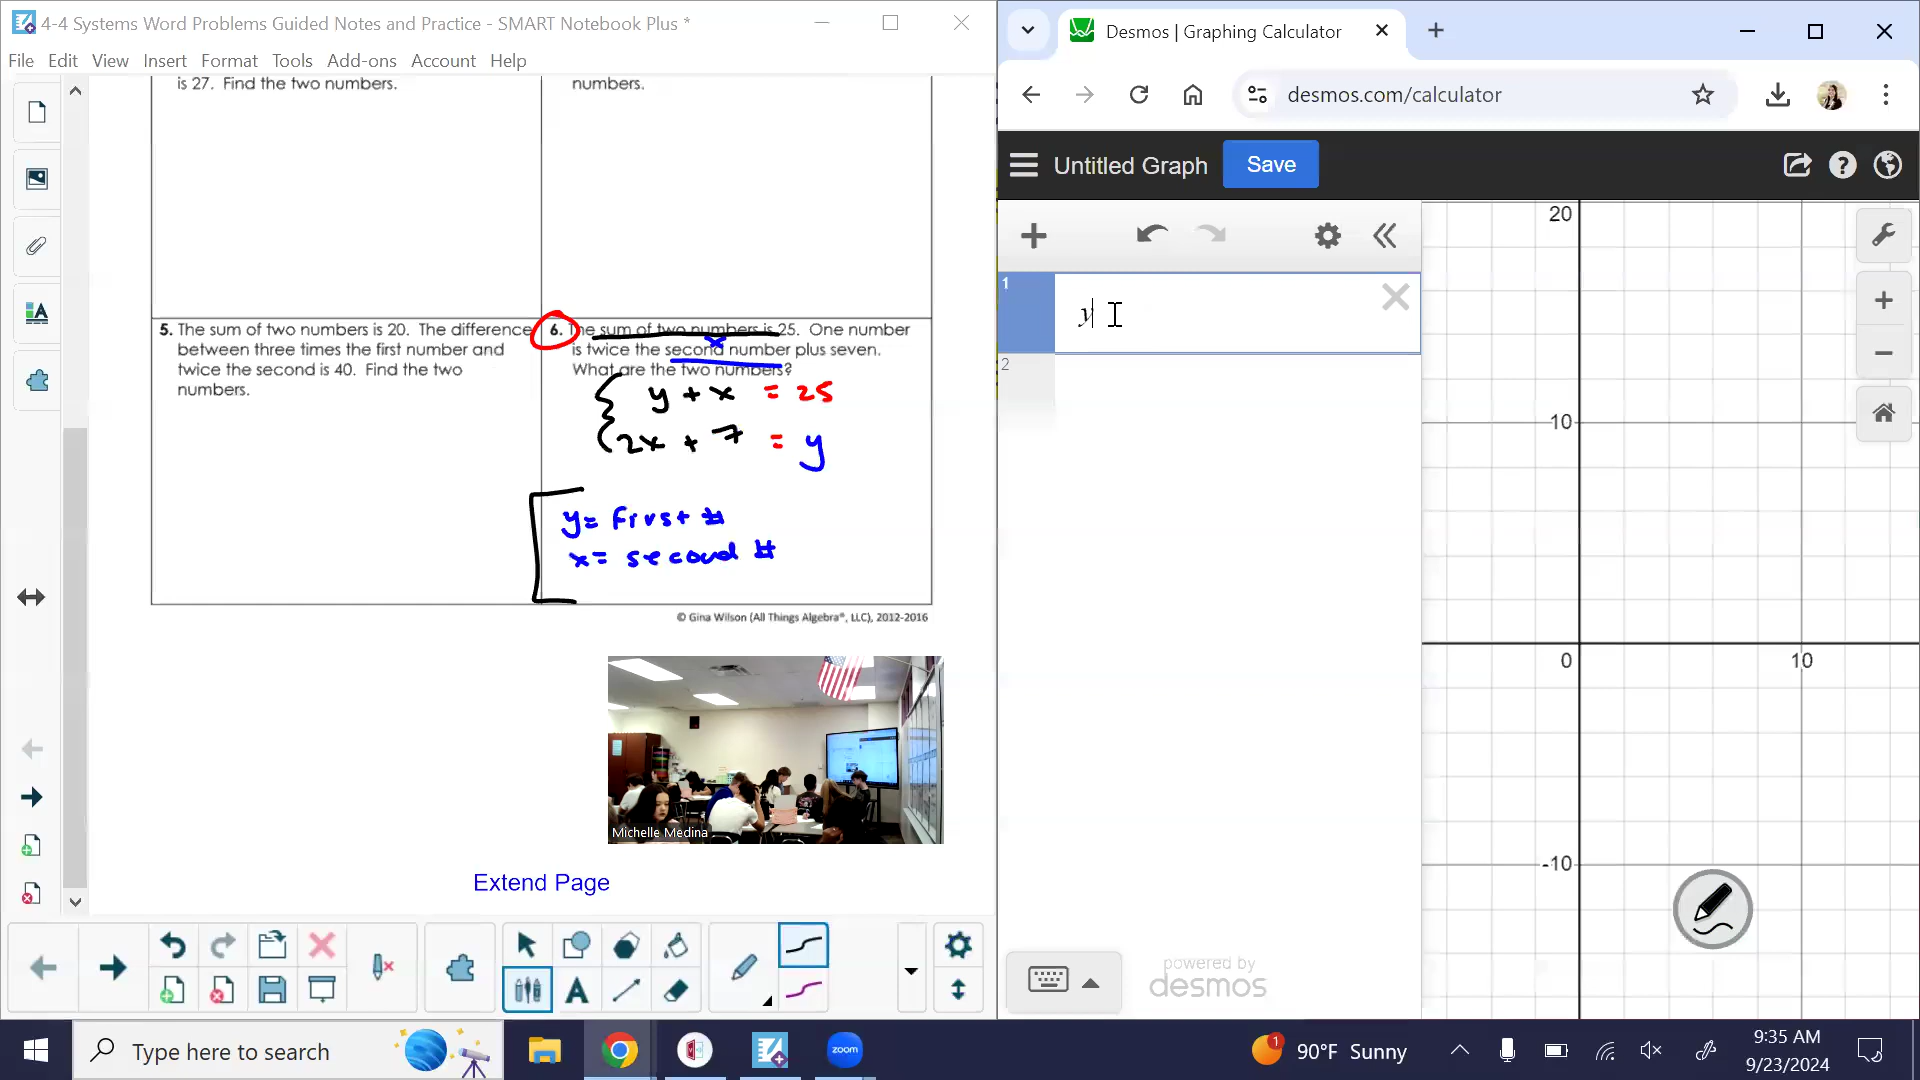 4-4 Systems Word Problems Guided Notes and Practice - SMART Notebook Plus *
File Edit View Insert Format Tools Add-ons Account Help
is 27. Find the two numbers.
numbers.
5. The sum of two numbers is 20. The difference
between three times the first number and
twice the second is 40. Find the two
numbers.
6. The sum of two numbers is 25. One number
x
is twice the second number plus seven.
What are the two numbers?
y + x = 25
2x + 7 = y
y = first #
x = second #
© Gina Wilson (All Things Algebra®, LLC), 2012-2016
Michelle Medina
Extend Page
Desmos | Graphing Calculator
desmos.com/calculator
Untitled Graph
Save
1
y
2
20
10
0
10
-10
powered by
desmos
Type here to search
zoom
1
90°F Sunny
9:35 AM
9/23/2024